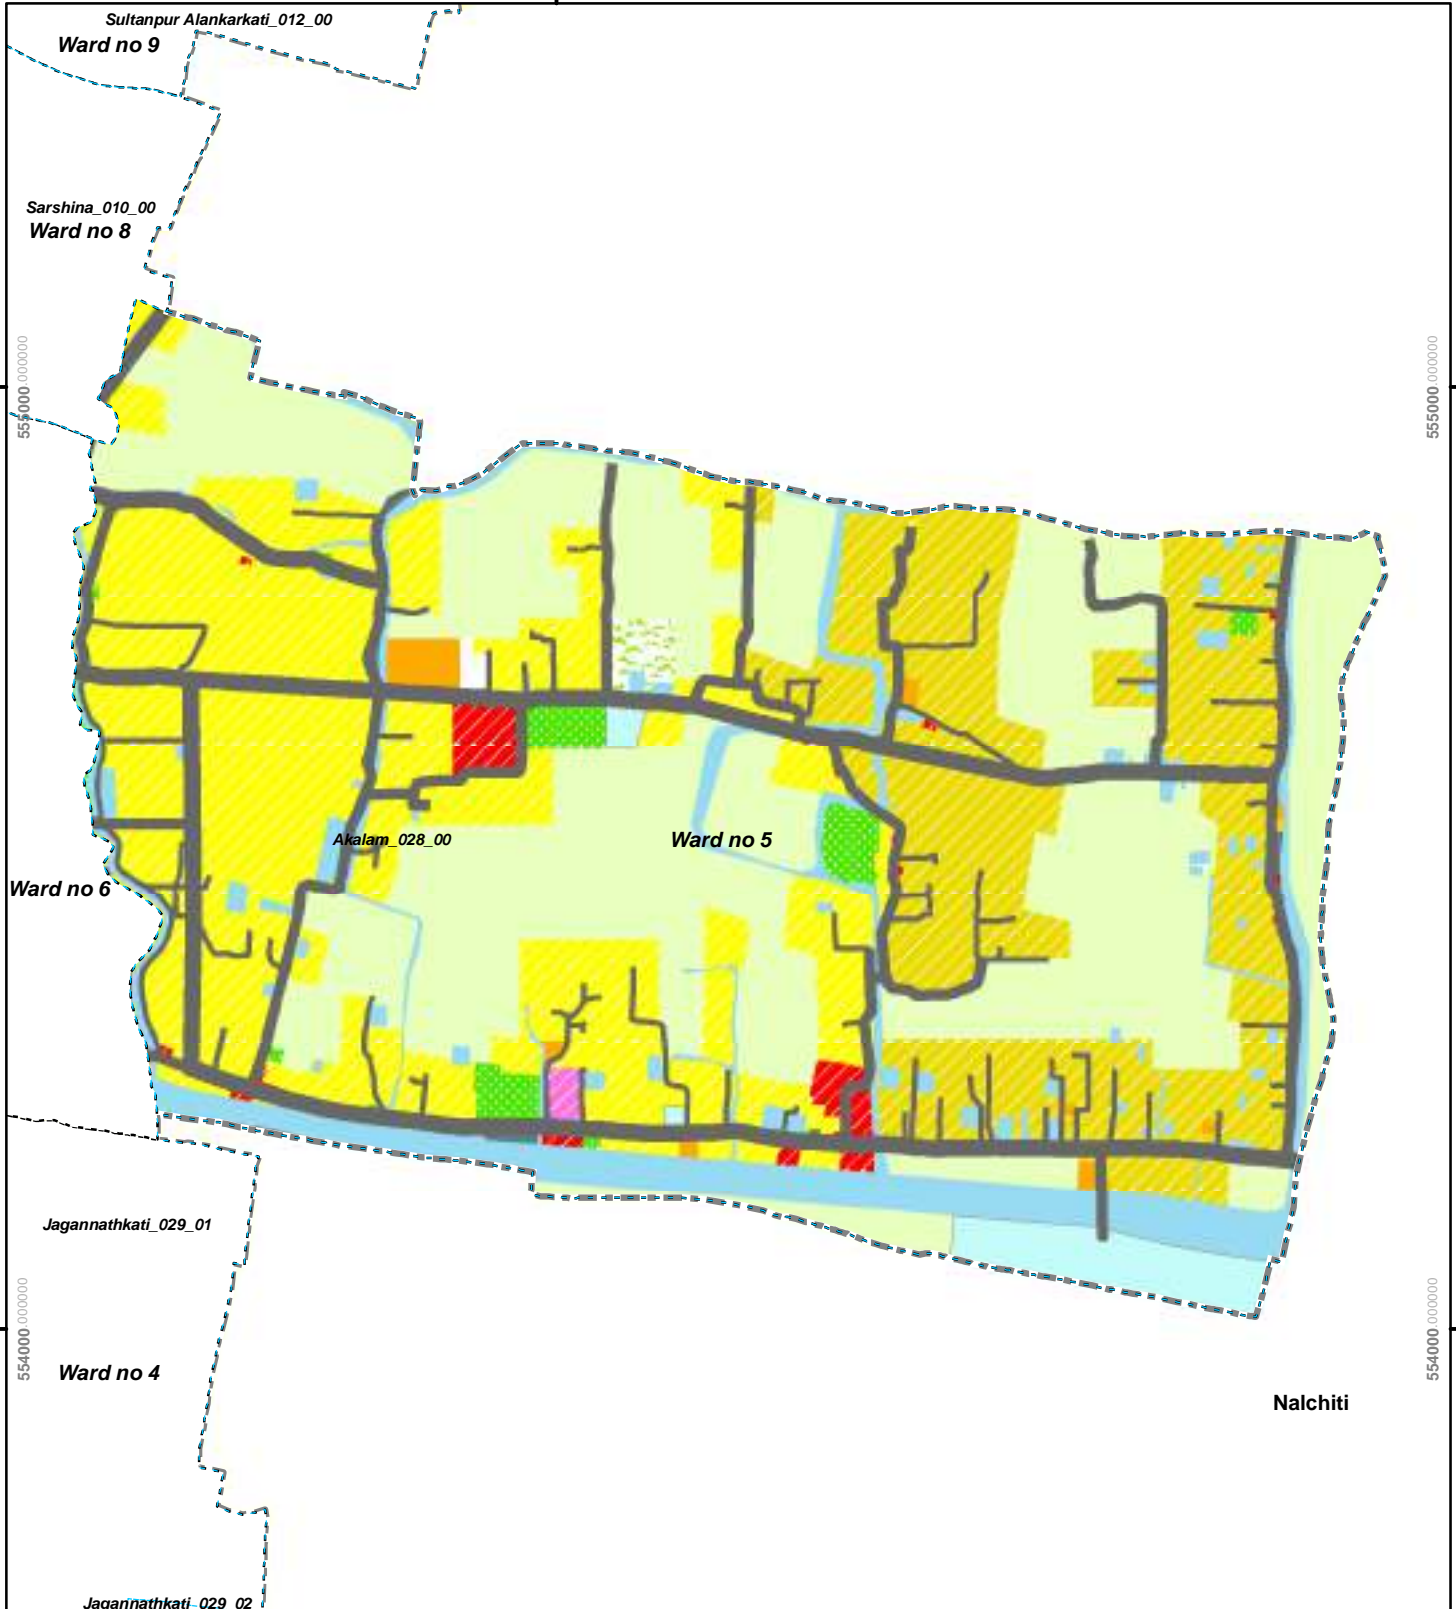 Sultanpur Alankarkati_012_00
Ward no 9
Sarshina_010_00
Ward no 8
555000.000000
555000.000000
Akalam_028_00
Ward no 5
Ward no 6
Jagannathkati_029_01
554000.000000
554000.000000
Ward no 4
Nalchiti
Jagannathkati_029_02